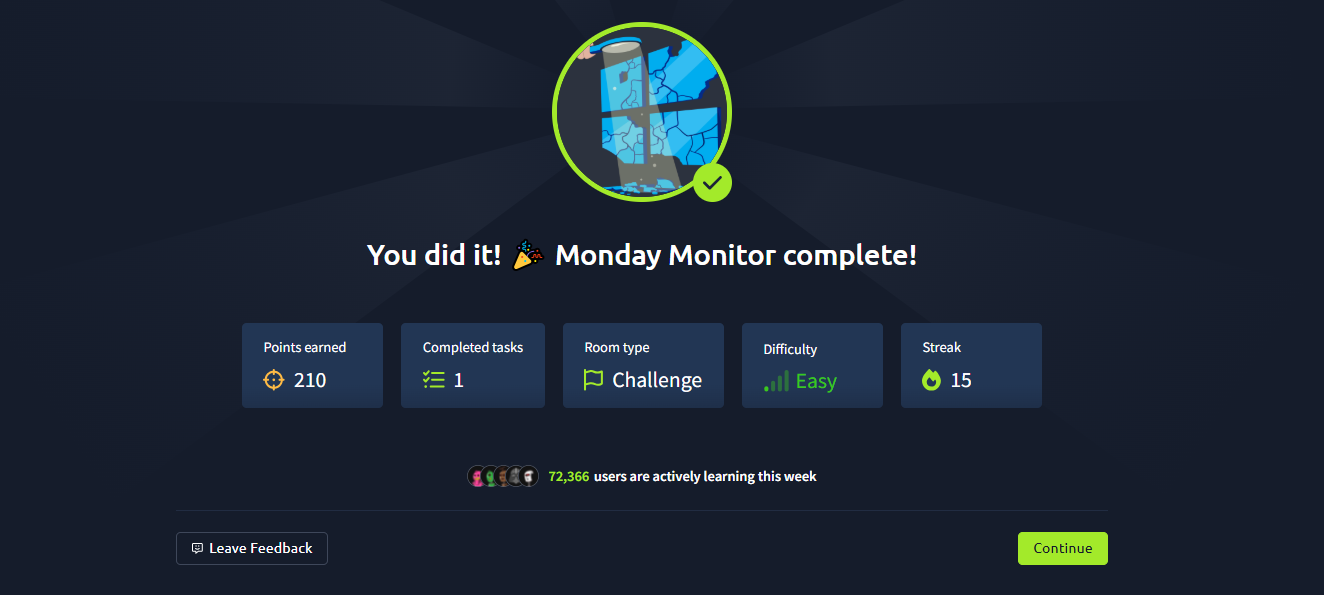 You did it! 🎉 Monday Monitor complete!
Points earned
210
Completed tasks
1
Room type
Challenge
Difficulty
Easy
Streak
15
72,366 users are actively learning this week
Leave Feedback
Continue